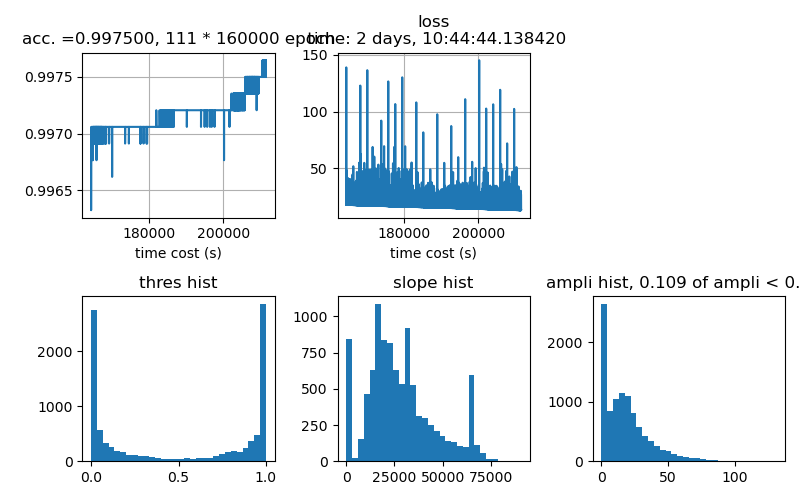 loss
acc. =0.997500, 111 * 160000 epoch
time: 2 days, 10:44:44.138420
0.9975
0.9970
0.9965
180000 200000
time cost (s)
150
100
50
180000 200000
time cost (s)
thres hist
slope hist
ampli hist, 0.109 of ampli < 0.
2000
1000
0
0.0 0.5 1.0
1000
750
500
250
0
0 25000 50000 75000
2000
1000
0
0 50 100